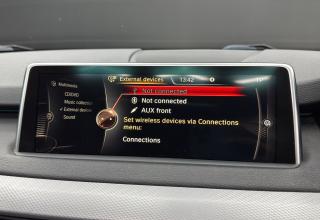 External devices 13:42
Multimedia
CD/DVD
Music collection
External devices
Sound
Not connected
Not connected
AUX front
Set wireless devices via Connections
menu:
Connections